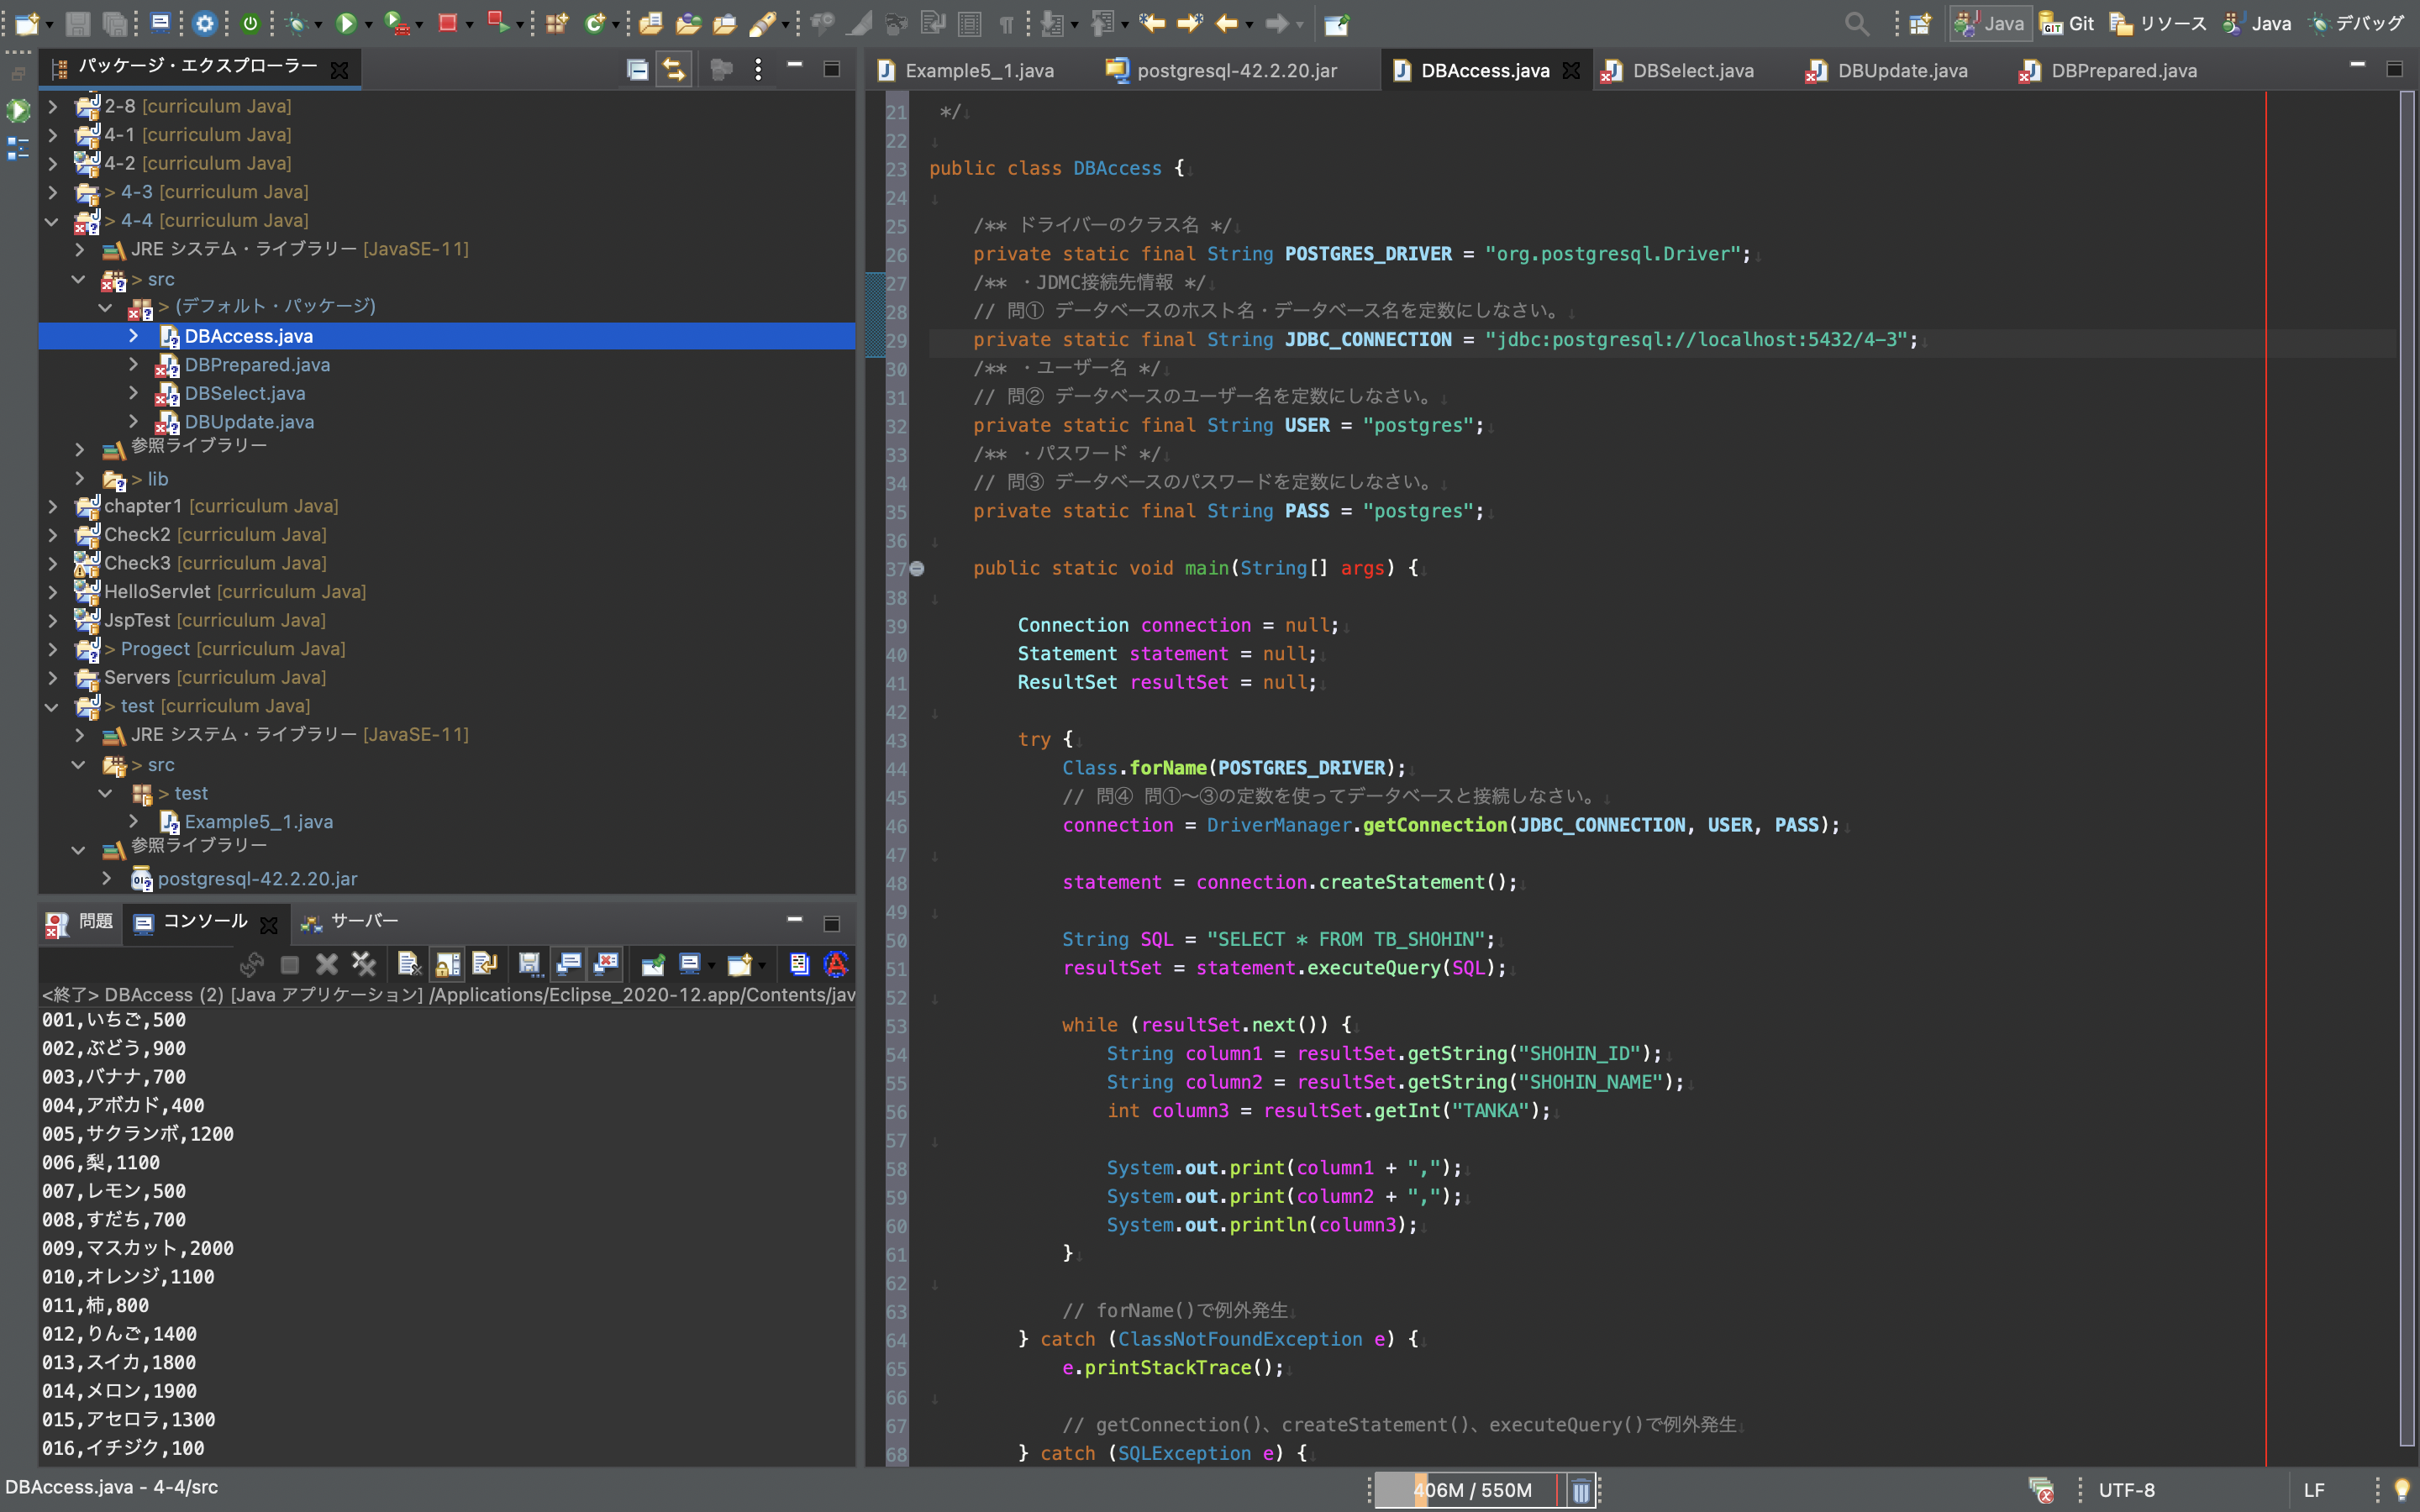 Java
Git
リソース
Java
デバッグ
パッケージ・エクスプローラー
2-8 [curriculum Java]
4-1 [curriculum Java]
4-2 [curriculum Java]
> 4-3 [curriculum Java]
> 4-4 [curriculum Java]
JRE システム・ライブラリー [JavaSE-11]
> src
> (デフォルト・パッケージ)
DBAccess.java
DBPrepared.java
DBSelect.java
DBUpdate.java
参照ライブラリー
> lib
chapter1 [curriculum Java]
Check2 [curriculum Java]
Check3 [curriculum Java]
HelloServlet [curriculum Java]
JspTest [curriculum Java]
> Progect [curriculum Java]
Servers [curriculum Java]
> test [curriculum Java]
JRE システム・ライブラリー [JavaSE-11]
> src
> test
Example5_1.java
参照ライブラリー
postgresql-42.2.20.jar
問題
コンソール
サーバー
<終了> DBAccess (2) [Java アプリケーション] /Applications/Eclipse_2020-12.app/Contents/jav
001,いちご,500
002,ぶどう,900
003,バナナ,700
004,アボカド,400
005,サクランボ,1200
006,梨,1100
007,レモン,500
008,すだち,700
009,マスカット,2000
010,オレンジ,1100
011,柿,800
012,りんご,1400
013,スイカ,1800
014,メロン,1900
015,アセロラ,1300
016,イチジク,100
Example5_1.java
postgresql-42.2.20.jar
DBAccess.java
DBSelect.java
DBUpdate.java
DBPrepared.java
21 */
22
23 public class DBAccess {
24
25 /** ドライバーのクラス名 */
26 private static final String POSTGRES_DRIVER = "org.postgresql.Driver";
27 /** ・JDMC接続先情報 */
28 // 問① データベースのホスト名・データベース名を定数にしなさい。
29 private static final String JDBC_CONNECTION = "jdbc:postgresql://localhost:5432/4-3";
30 /** ・ユーザー名 */
31 // 問② データベースのユーザー名を定数にしなさい。
32 private static final String USER = "postgres";
33 /** ・パスワード */
34 // 問③ データベースのパスワードを定数にしなさい。
35 private static final String PASS = "postgres";
36
37 public static void main(String[] args) {
38
39 Connection connection = null;
40 Statement statement = null;
41 ResultSet resultSet = null;
42
43 try {
44 Class.forName(POSTGRES_DRIVER);
45 // 問④ 問①〜③の定数を使ってデータベースと接続しなさい。
46 connection = DriverManager.getConnection(JDBC_CONNECTION, USER, PASS);
47
48 statement = connection.createStatement();
49
50 String SQL = "SELECT * FROM TB_SHOHIN";
51 resultSet = statement.executeQuery(SQL);
52
53 while (resultSet.next()) {
54 String column1 = resultSet.getString("SHOHIN_ID");
55 String column2 = resultSet.getString("SHOHIN_NAME");
56 int column3 = resultSet.getInt("TANKA");
57
58 System.out.print(column1 + ",");
59 System.out.print(column2 + ",");
60 System.out.println(column3);
61 }
62
63 // forName()で例外発生
64 } catch (ClassNotFoundException e) {
65 e.printStackTrace();
66
67 // getConnection()、createStatement()、executeQuery()で例外発生
68 } catch (SQLException e) {
DBAccess.java - 4-4/src
406M / 550M
UTF-8
LF